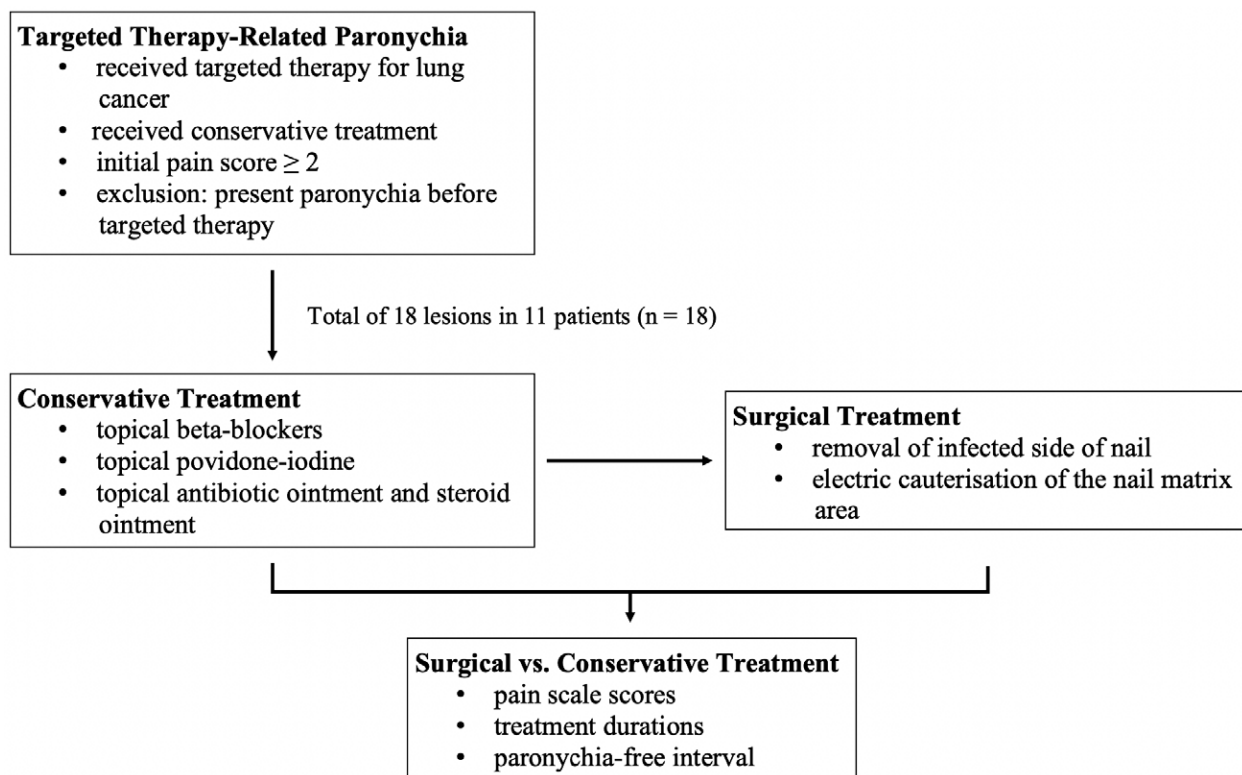 Targeted Therapy-Related Paronychia
• received targeted therapy for lung
cancer
• received conservative treatment
• initial pain score ≥ 2
• exclusion: present paronychia before
targeted therapy
Total of 18 lesions in 11 patients (n = 18)
Conservative Treatment
• topical beta-blockers
• topical povidone-iodine
• topical antibiotic ointment and steroid
ointment
Surgical Treatment
• removal of infected side of nail
• electric cauterisation of the nail matrix
area
Surgical vs. Conservative Treatment
• pain scale scores
• treatment durations
• paronychia-free interval